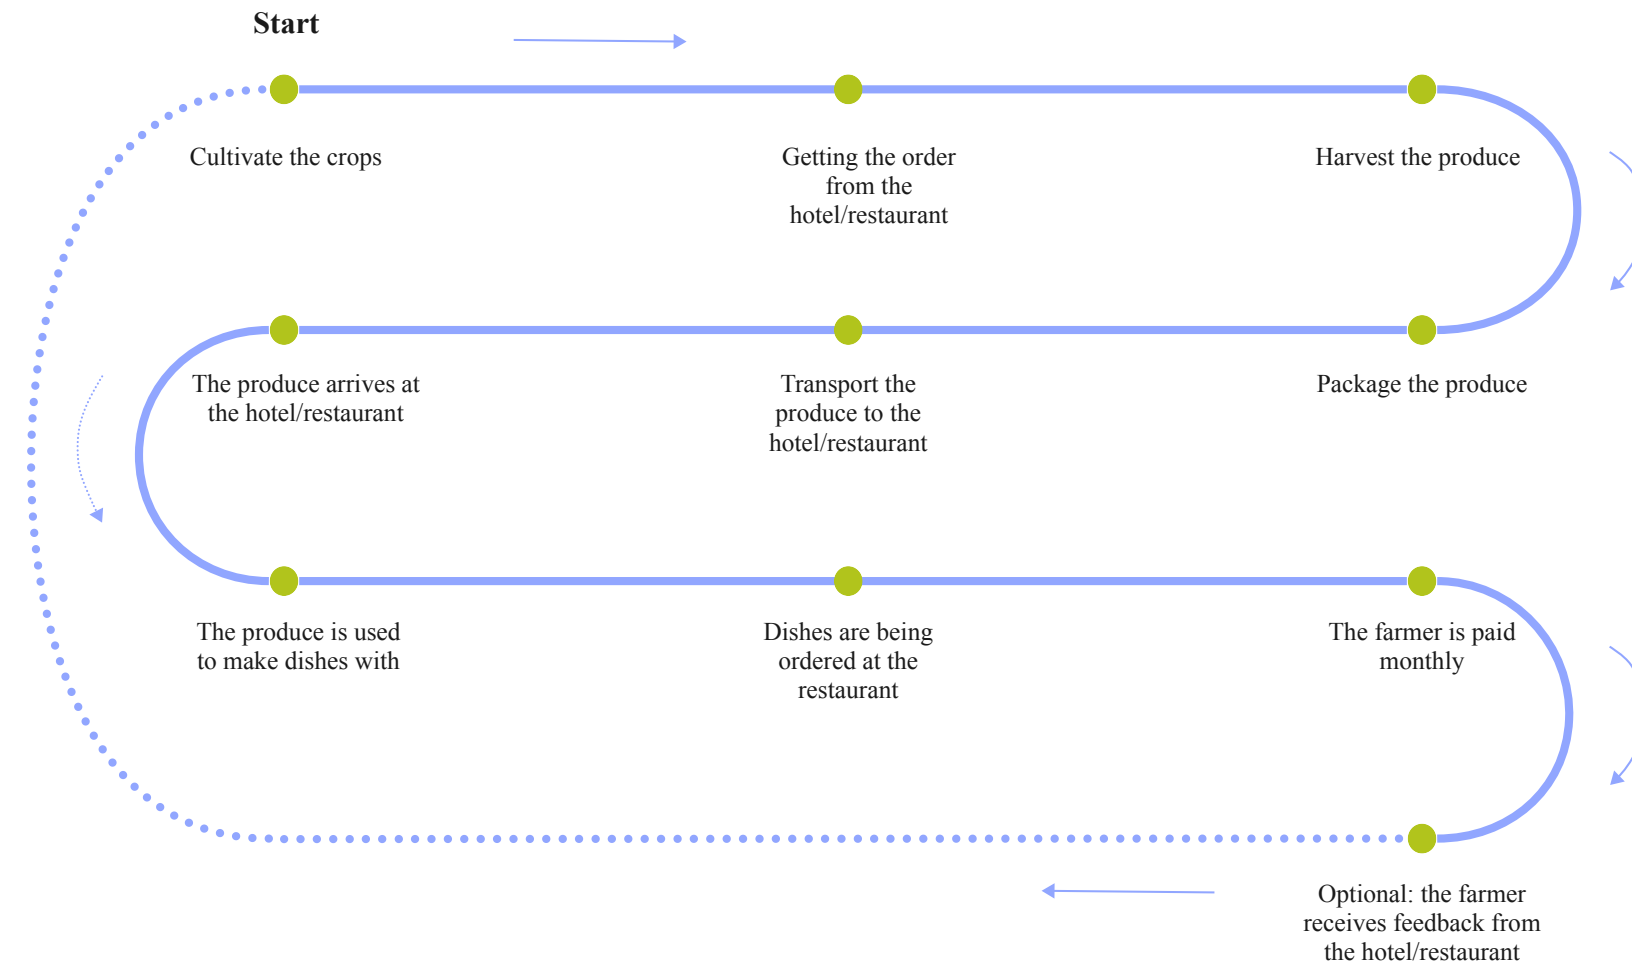 Start
Cultivate the crops
Getting the order
from the
hotel/restaurant
Harvest the produce
The produce arrives at
the hotel/restaurant
Transport the
produce to the
hotel/restaurant
Package the produce
The produce is used
to make dishes with
Dishes are being
ordered at the
restaurant
The farmer is paid
monthly
Optional: the farmer
receives feedback from
the hotel/restaurant